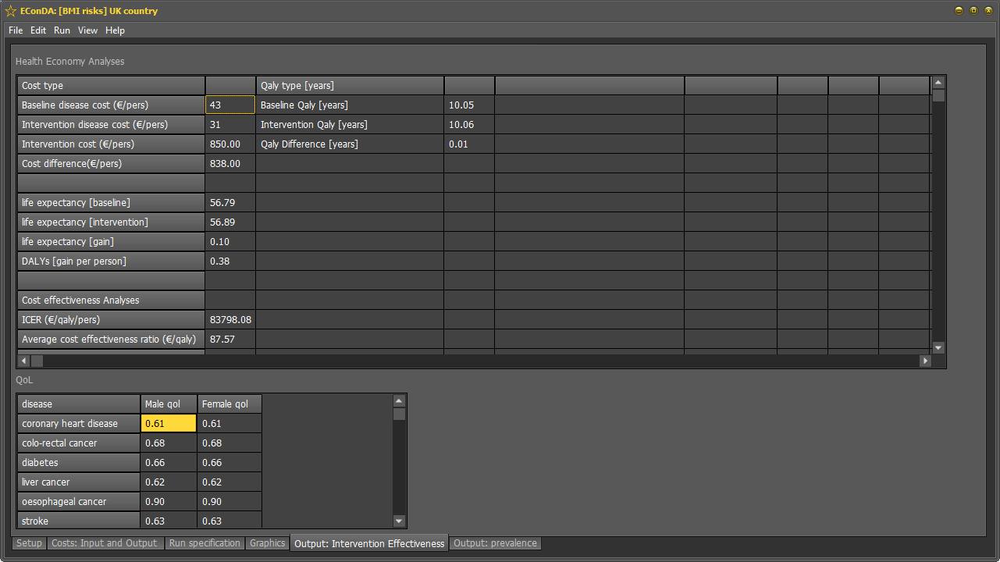 EConDA: [BMI risks] UK country
File Edit Run View Help
Health Economy Analyses
Cost type Qaly type [years]
Baseline disease cost (€/pers) 43 Baseline Qaly [years] 10.05
Intervention disease cost (€/pers) 31 Intervention Qaly [years] 10.06
Intervention cost (€/pers) 850.00 Qaly Difference [years] 0.01
Cost difference(€/pers) 838.00
life expectancy [baseline] 56.79
life expectancy [intervention] 56.89
life expectancy [gain] 0.10
DALYs [gain per person] 0.38
Cost effectiveness Analyses
ICER (€/qaly/pers) 83798.08
Average cost effectiveness ratio (€/qaly) 87.57
QoL
disease Male qol Female qol
coronary heart disease 0.61 0.61
colo-rectal cancer 0.68 0.68
diabetes 0.66 0.66
liver cancer 0.62 0.62
oesophageal cancer 0.90 0.90
stroke 0.63 0.63
Setup Costs: Input and Output Run specification Graphics Output: Intervention Effectiveness Output: prevalence